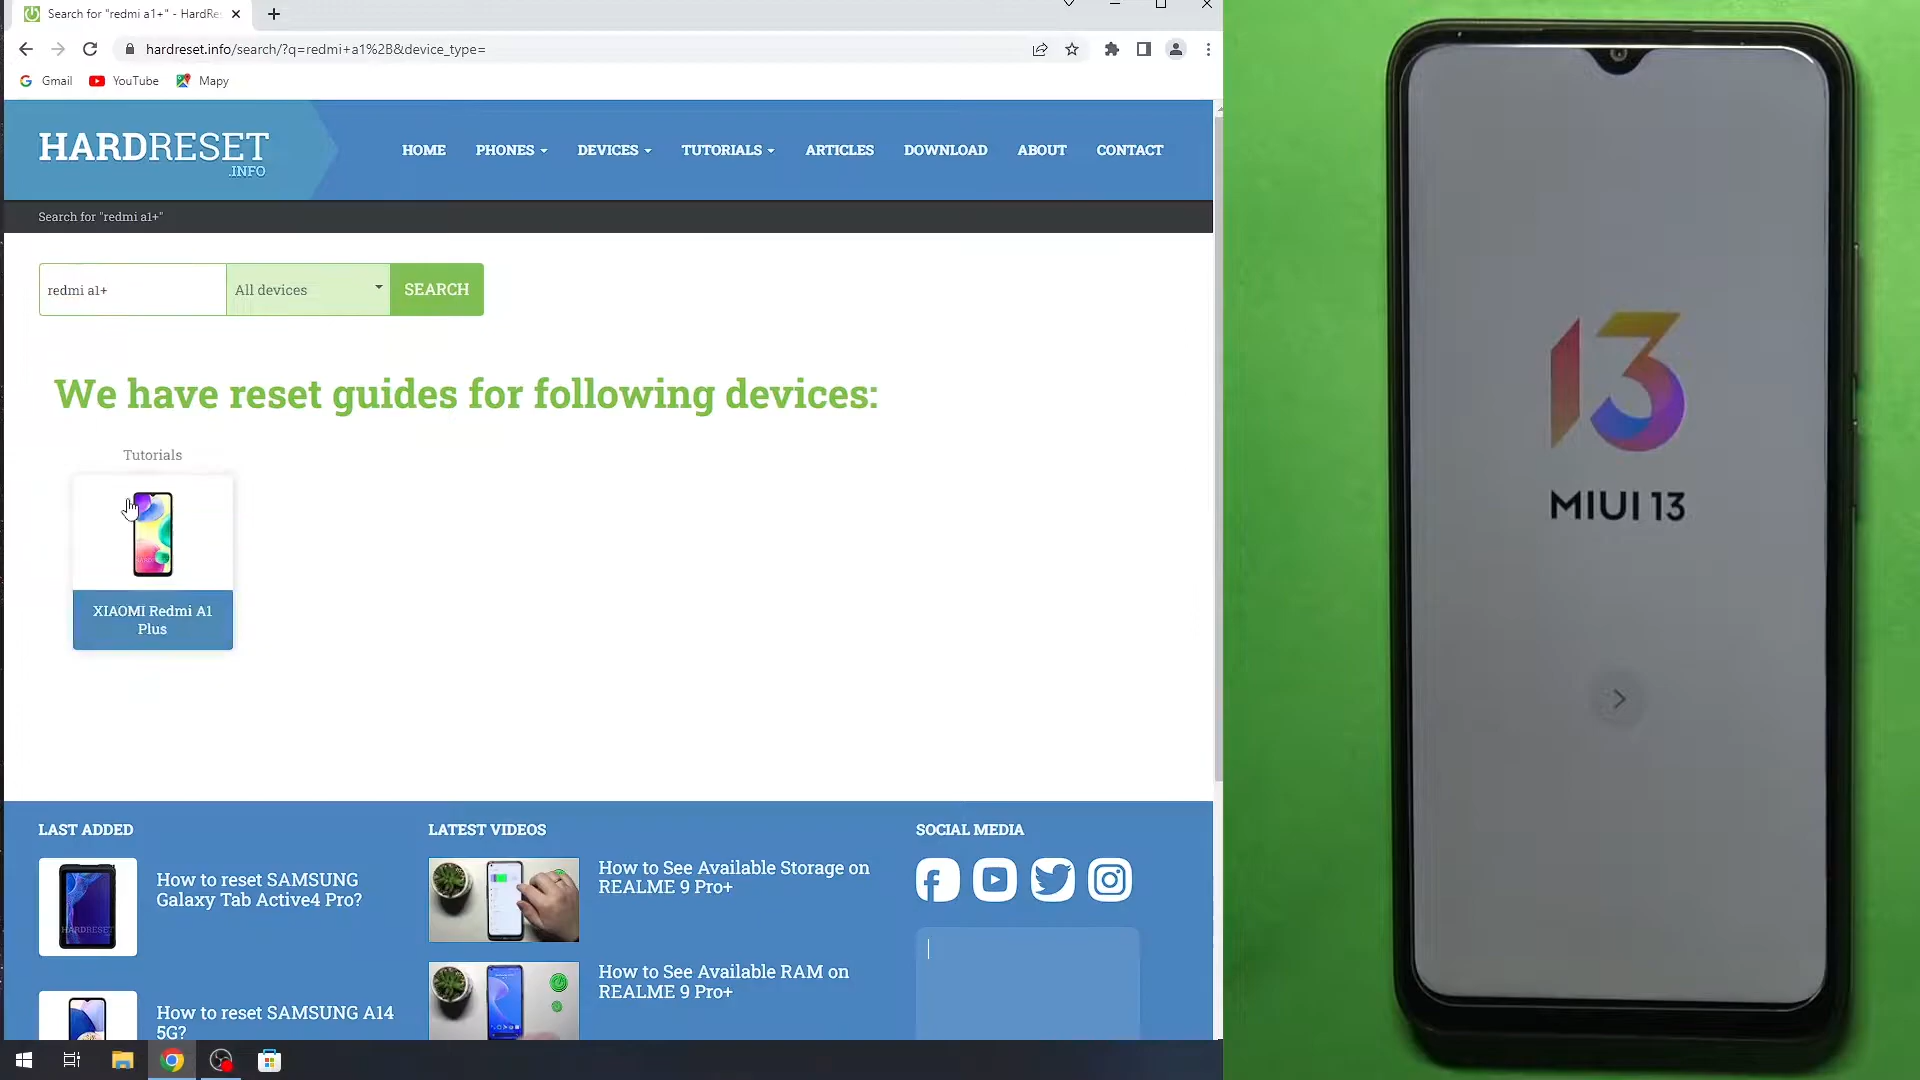 Search for "redmi a1+" - HardRe
hardreset.info/search/?q=redmi+a1%2B&device_type=
Gmail
YouTube
Mapy
HARDRESET
.INFO
HOME
PHONES
DEVICES
TUTORIALS
ARTICLES
DOWNLOAD
ABOUT
CONTACT
Search for "redmi a1+"
redmi a1+
All devices
SEARCH
We have reset guides for following devices:
Tutorials
XIAOMI Redmi A1
Plus
LAST ADDED
How to reset SAMSUNG
Galaxy Tab Active4 Pro?
HARDRESET
How to reset SAMSUNG A14
5G?
LATEST VIDEOS
How to See Available Storage on
REALME 9 Pro+
How to See Available RAM on
REALME 9 Pro+
SOCIAL MEDIA
13
MIUI 13